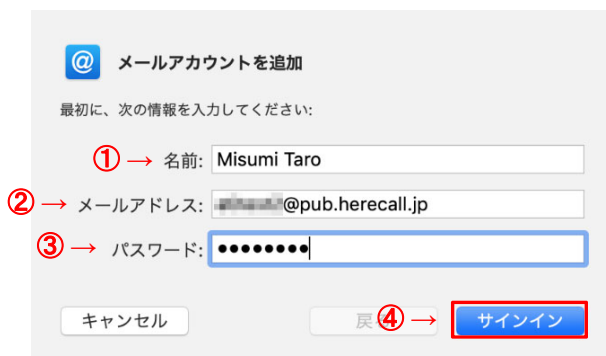 @ メールアカウントを追加
最初に、次の情報を入力してください:
① → 名前: Misumi Taro
② → メールアドレス: @pub.herecall.jp
③ → パスワード: ••••••••
キャンセル 戻 ④ → サインイン